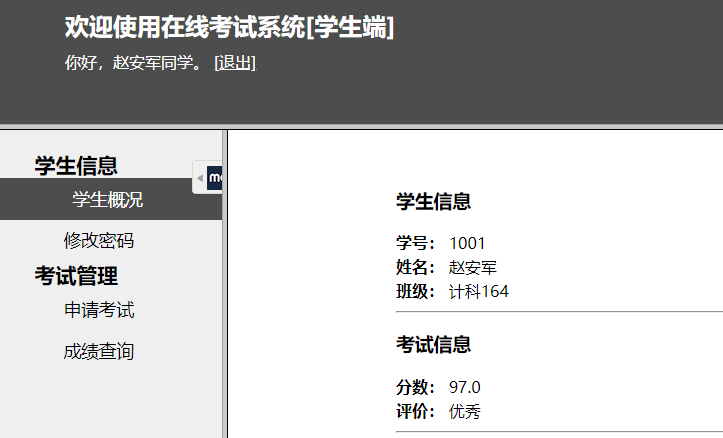 欢迎使用在线考试系统[学生端]
你好，赵安军同学。 [退出]
学生信息
学生概况
修改密码
考试管理
申请考试
成绩查询
学生信息
学号： 1001
姓名： 赵安军
班级： 计科164
考试信息
分数： 97.0
评价： 优秀